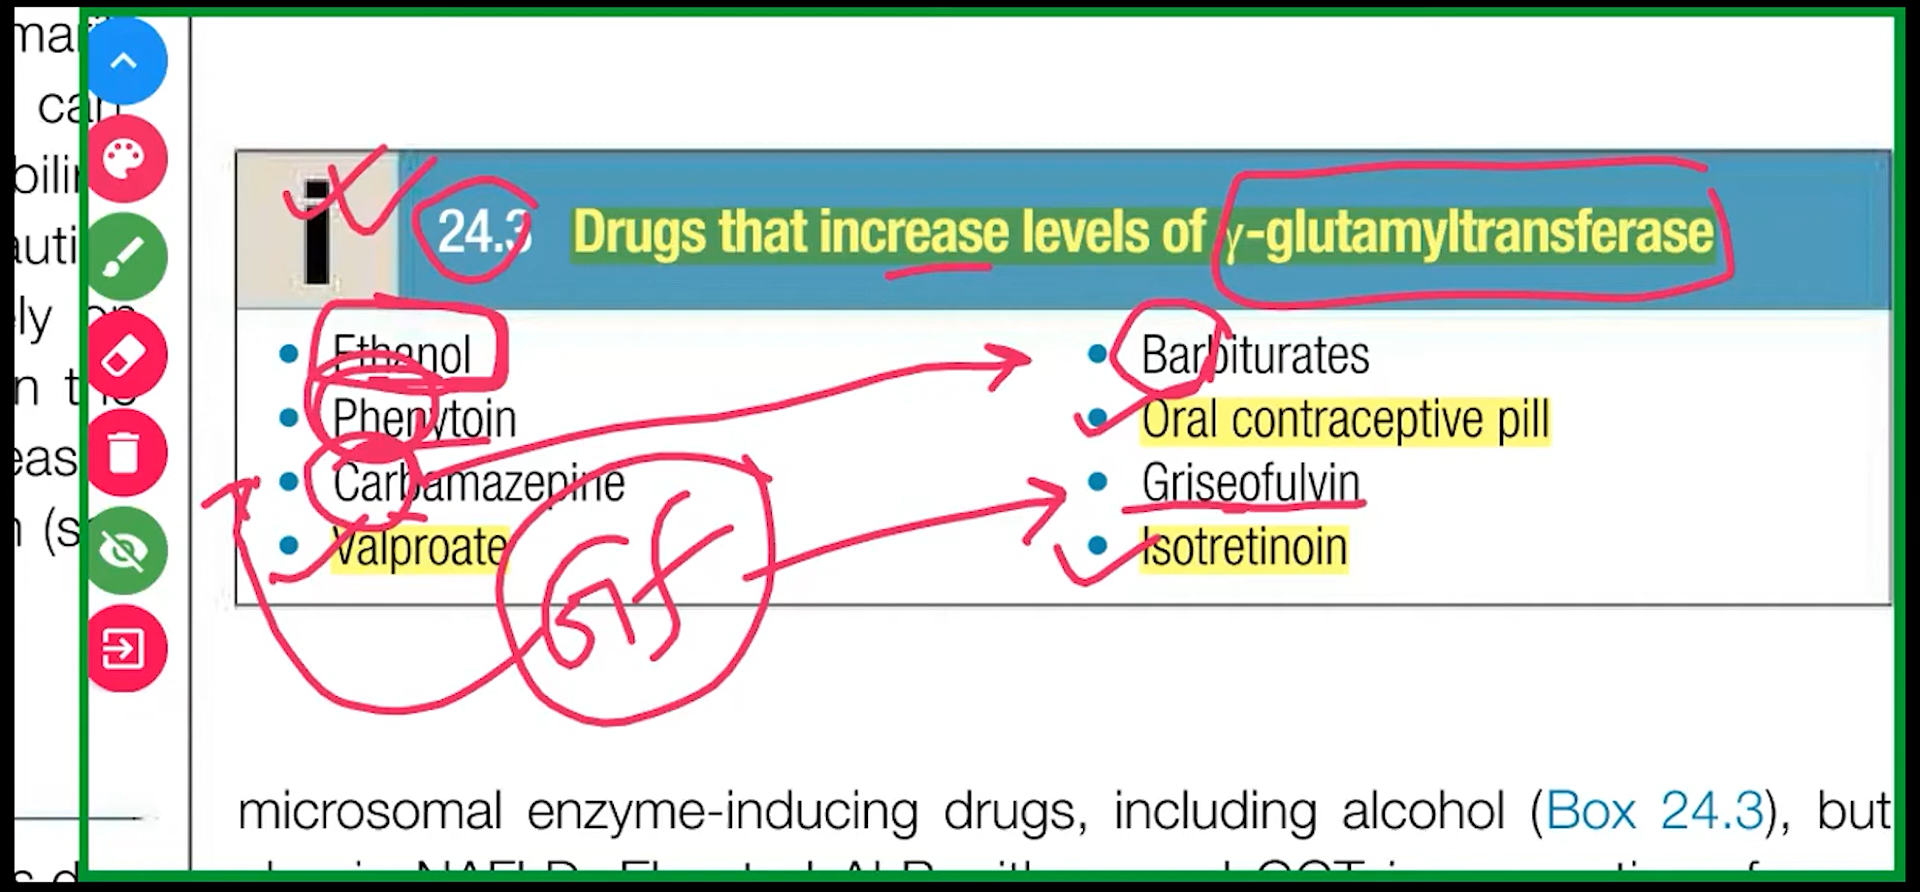 24.3 Drugs that increase levels of γ-glutamyltransferase
• Ethanol
• Phenytoin
• Carbamazepine
• Valproate
• Barbiturates
• Oral contraceptive pill
• Griseofulvin
• Isotretinoin
microsomal enzyme-inducing drugs, including alcohol (Box 24.3), but